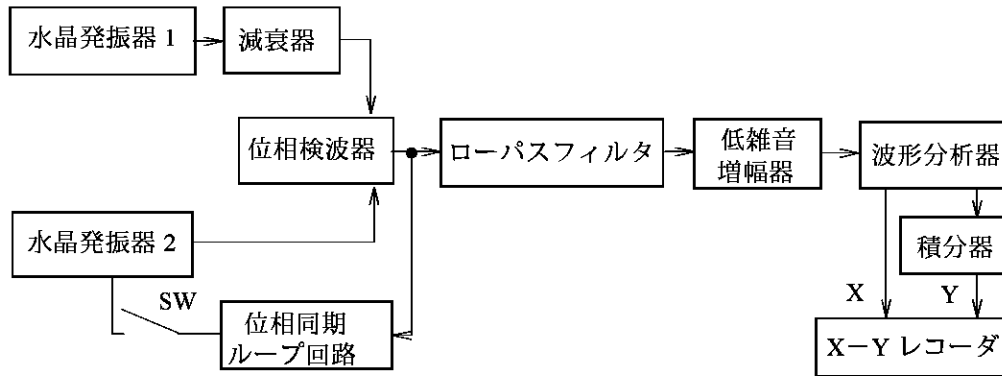 水晶発振器 1
減衰器
位相検波器
ローパスフィルタ
低雑音
増幅器
波形分析器
水晶発振器 2
積分器
SW
X
Y
位相同期
ループ回路
X－Y レコーダ